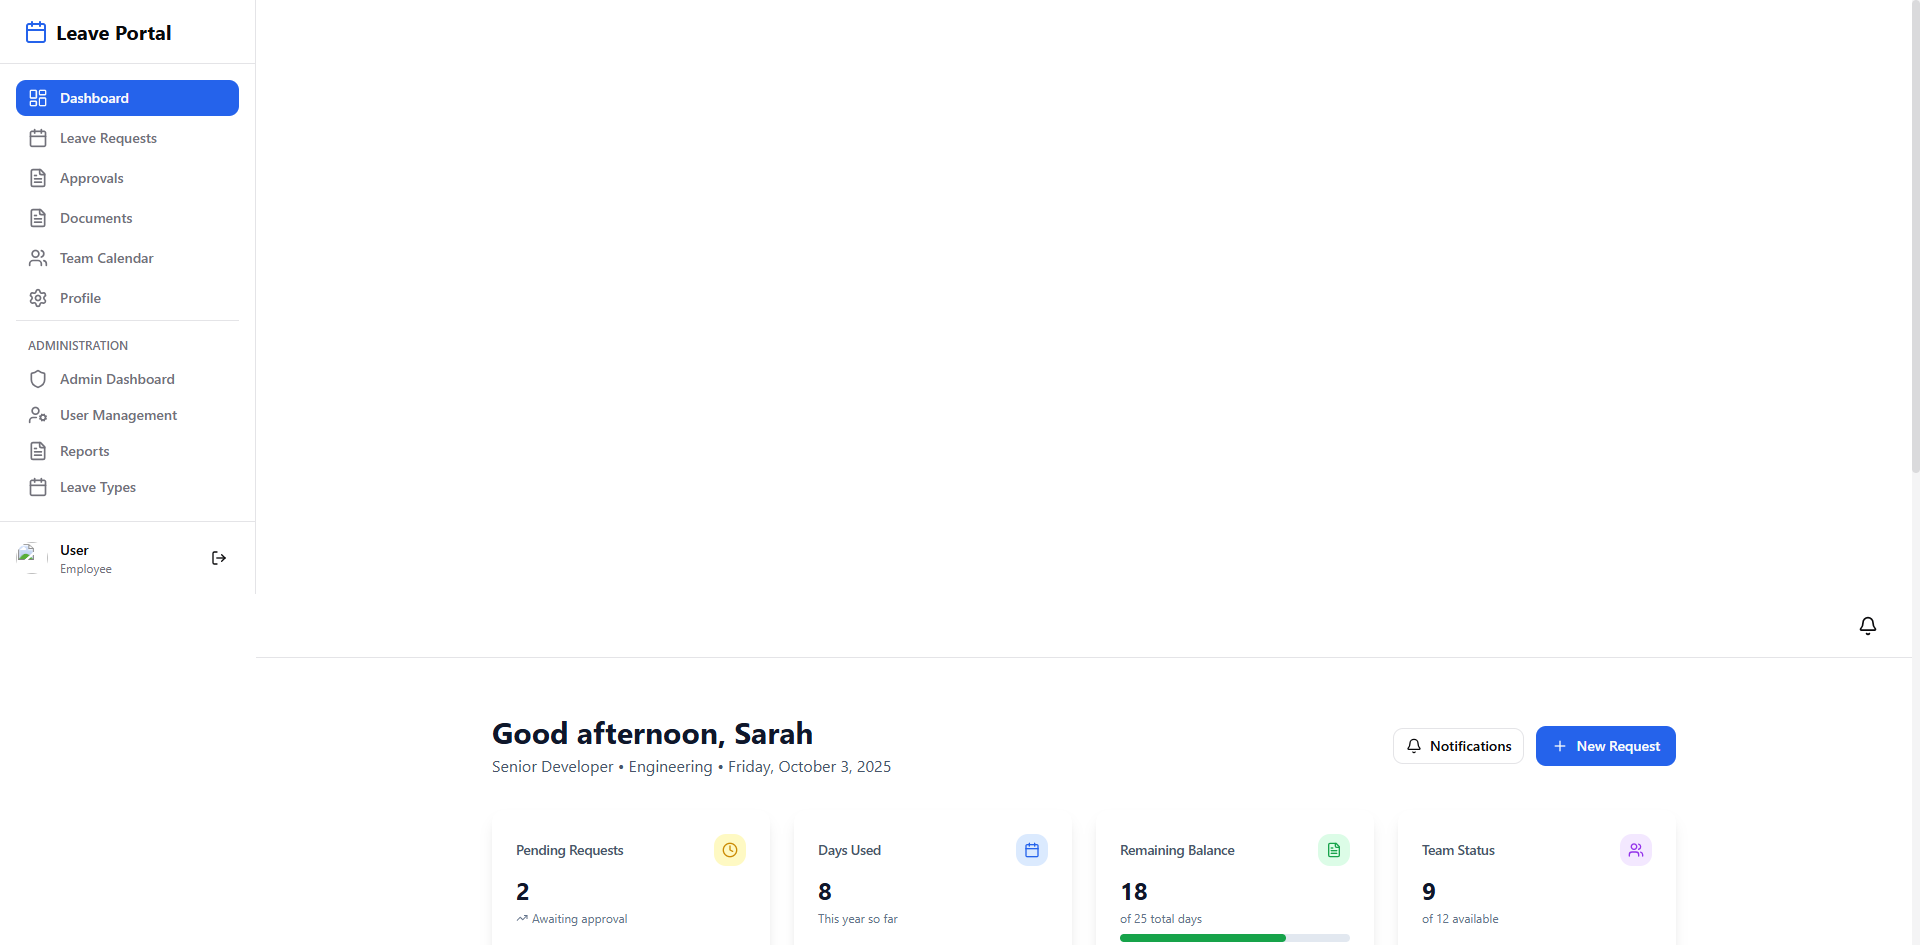 Leave Portal
Dashboard
Leave Requests
Approvals
Documents
Team Calendar
Profile
ADMINISTRATION
Admin Dashboard
User Management
Reports
Leave Types
User
Employee
Good afternoon, Sarah
Senior Developer • Engineering • Friday, October 3, 2025
Notifications
New Request
Pending Requests
2
Awaiting approval
Days Used
8
This year so far
Remaining Balance
18
of 25 total days
Team Status
9
of 12 available